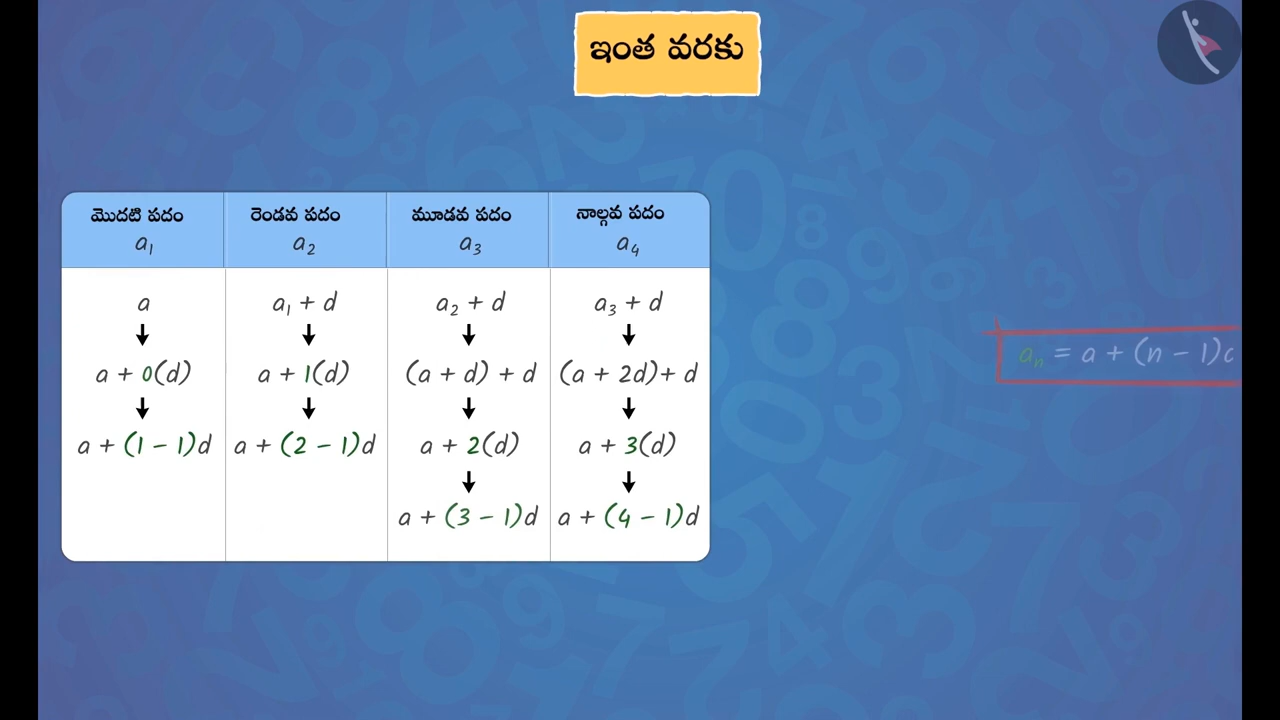 ఇంత వరకు
మొదటి పదం రెండవ పదం మూడవ పదం నాల్గవ పదం
a₁ a₂ a₃ a₄
a a₁ + d a₂ + d a₃ + d
↓ ↓ ↓ ↓
a + 0(d) a + 1(d) (a + d) + d (a + 2d)+ d
↓ ↓ ↓ ↓
a + (1 − 1)d a + (2 − 1)d a + 2(d) a + 3(d)
↓ ↓
a + (3 − 1)d a + (4 − 1)d
aₙ = a + (n − 1)